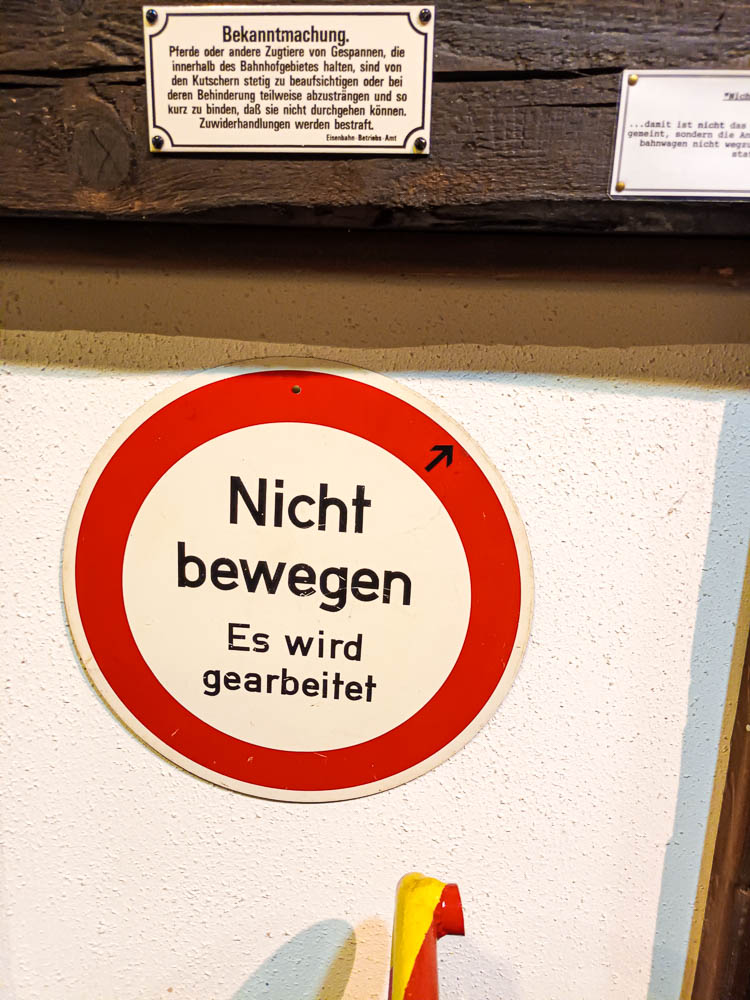 Bekanntmachung.
Pferde oder andere Zugtiere von Gespannen, die
innerhalb des Bahnhofgebietes halten, sind von
den Kutschern stetig zu beaufsichtigen oder bei
deren Behinderung teilweise abzusträngen und so
kurz zu binden, daß sie nicht durchgehen können.
Zuwiderhandlungen werden bestraft.
Eisenbahn-Betriebs-Amt
...damit ist nicht das
gemeint, sondern die
bahnwagen nicht
Nicht
bewegen
Es wird
gearbeitet